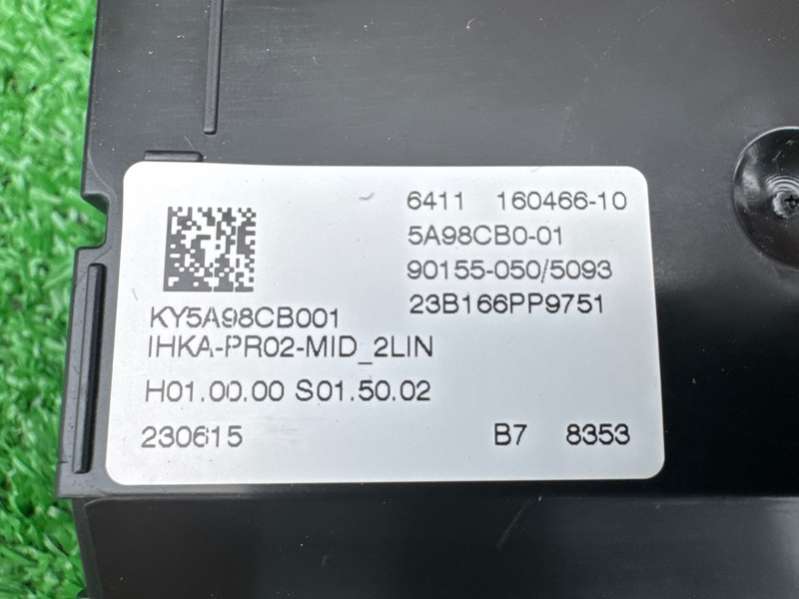 6411 160466-10
5A98CB0-01
90155-050/5093
23B166PP9751
KY5A98CB001
IHKA-PR02-MID_2LIN
H01.00.00 S01.50.02
230615 B7 8353